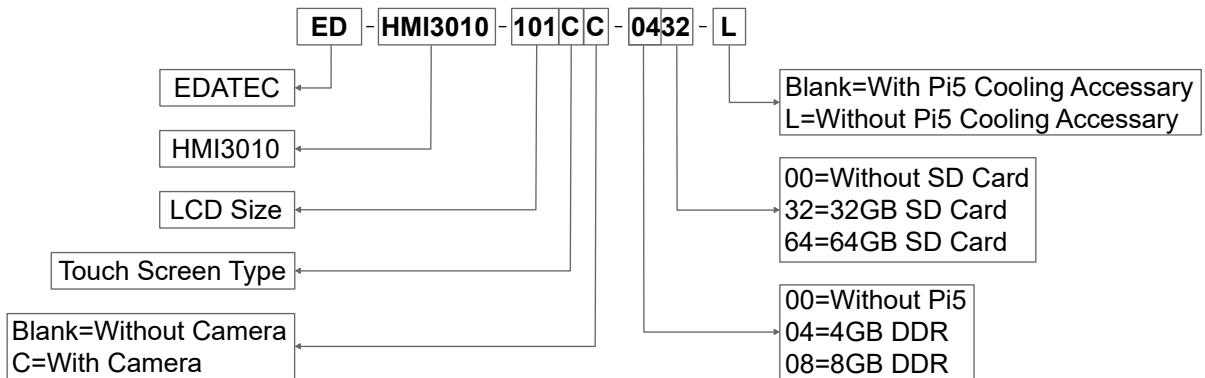 ED - HMI3010 - 101 C C - 0432 - L
EDATEC
HMI3010
LCD Size
Touch Screen Type
Blank=Without Camera
C=With Camera
Blank=With Pi5 Cooling Accessary
L=Without Pi5 Cooling Accessary
00=Without SD Card
32=32GB SD Card
64=64GB SD Card
00=Without Pi5
04=4GB DDR
08=8GB DDR